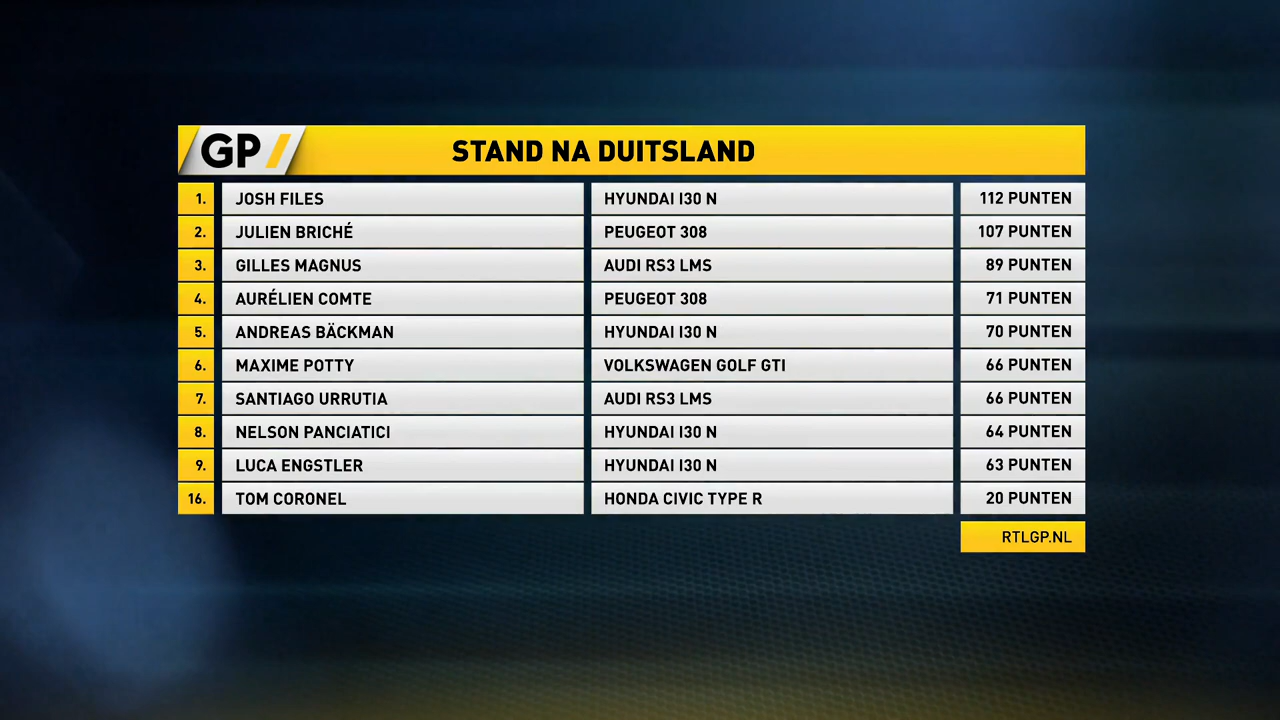 GP STAND NA DUITSLAND
1. JOSH FILES HYUNDAI I30 N 112 PUNTEN
2. JULIEN BRICHÉ PEUGEOT 308 107 PUNTEN
3. GILLES MAGNUS AUDI RS3 LMS 89 PUNTEN
4. AURÉLIEN COMTE PEUGEOT 308 71 PUNTEN
5. ANDREAS BÄCKMAN HYUNDAI I30 N 70 PUNTEN
6. MAXIME POTTY VOLKSWAGEN GOLF GTI 66 PUNTEN
7. SANTIAGO URRUTIA AUDI RS3 LMS 66 PUNTEN
8. NELSON PANCIATICI HYUNDAI I30 N 64 PUNTEN
9. LUCA ENGSTLER HYUNDAI I30 N 63 PUNTEN
16. TOM CORONEL HONDA CIVIC TYPE R 20 PUNTEN
RTLGP.NL